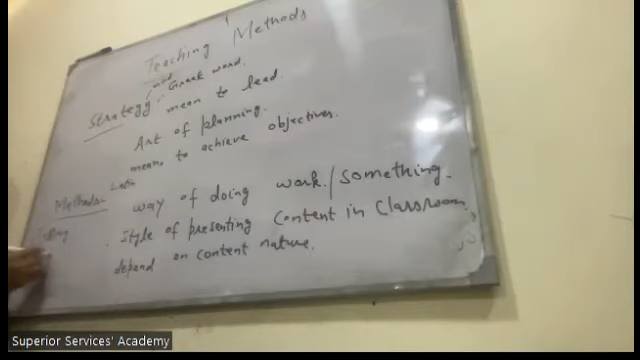 Teaching Methods
Strategy: Greek word.
mean to lead.
Art of planning.
means to achieve objectives.
Methods:- Latin
way of doing work./something.
. style of presenting content in classroom.
depend on content nature.
Superior Services' Academy